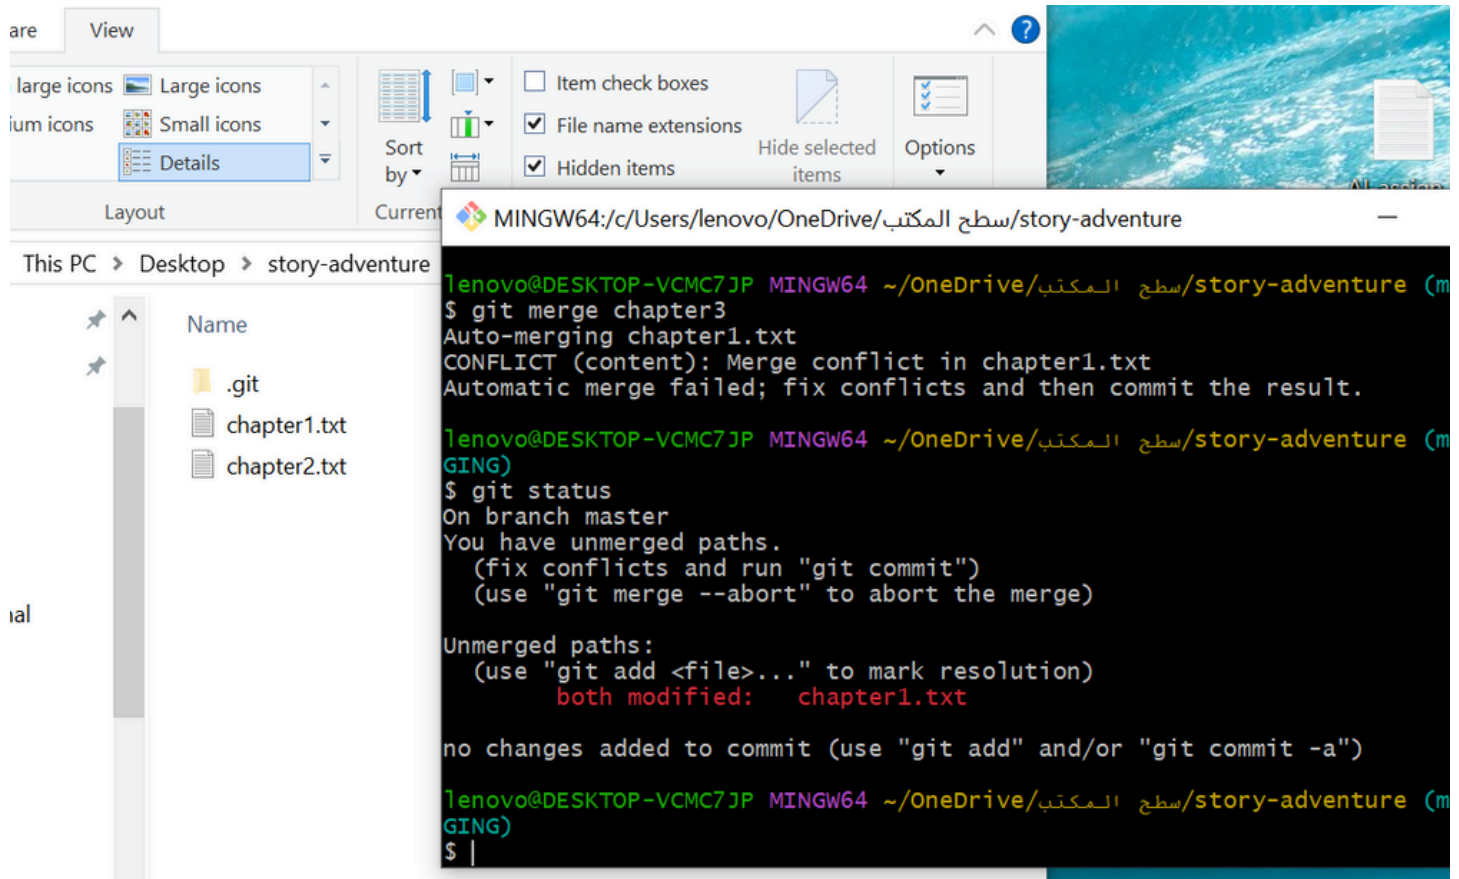 are View
large icons Large icons
ium icons Small icons
Details
Layout
Sort
by
Current
Item check boxes
File name extensions
Hidden items
Hide selected
items
Options
?
This PC > Desktop > story-adventure
Name
.git
chapter1.txt
chapter2.txt
nal
MINGW64:/c/Users/lenovo/OneDrive/سطح المكتب/story-adventure
lenovo@DESKTOP-VCMC7JP MINGW64 ~/OneDrive/سطح المكتب/story-adventure (m
$ git merge chapter3
Auto-merging chapter1.txt
CONFLICT (content): Merge conflict in chapter1.txt
Automatic merge failed; fix conflicts and then commit the result.
lenovo@DESKTOP-VCMC7JP MINGW64 ~/OneDrive/سطح المكتب/story-adventure (m
GING)
$ git status
On branch master
You have unmerged paths.
(fix conflicts and run "git commit")
(use "git merge --abort" to abort the merge)
Unmerged paths:
(use "git add <file>..." to mark resolution)
both modified: chapter1.txt
no changes added to commit (use "git add" and/or "git commit -a")
lenovo@DESKTOP-VCMC7JP MINGW64 ~/OneDrive/سطح المكتب/story-adventure (m
GING)
$